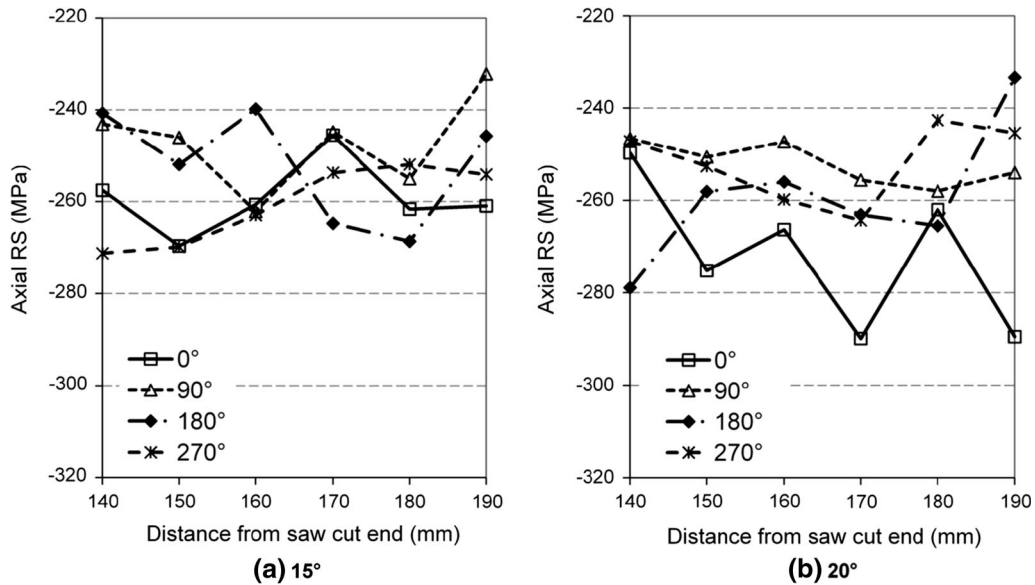 -220
-240
-260
-280
-300
-320
Axial RS (MPa)
0°
90°
180°
270°
140 150 160 170 180 190
Distance from saw cut end (mm)
(a) 15°
-220
-240
-260
-280
-300
-320
Axial RS (MPa)
0°
90°
180°
270°
140 150 160 170 180 190
Distance from saw cut end (mm)
(b) 20°